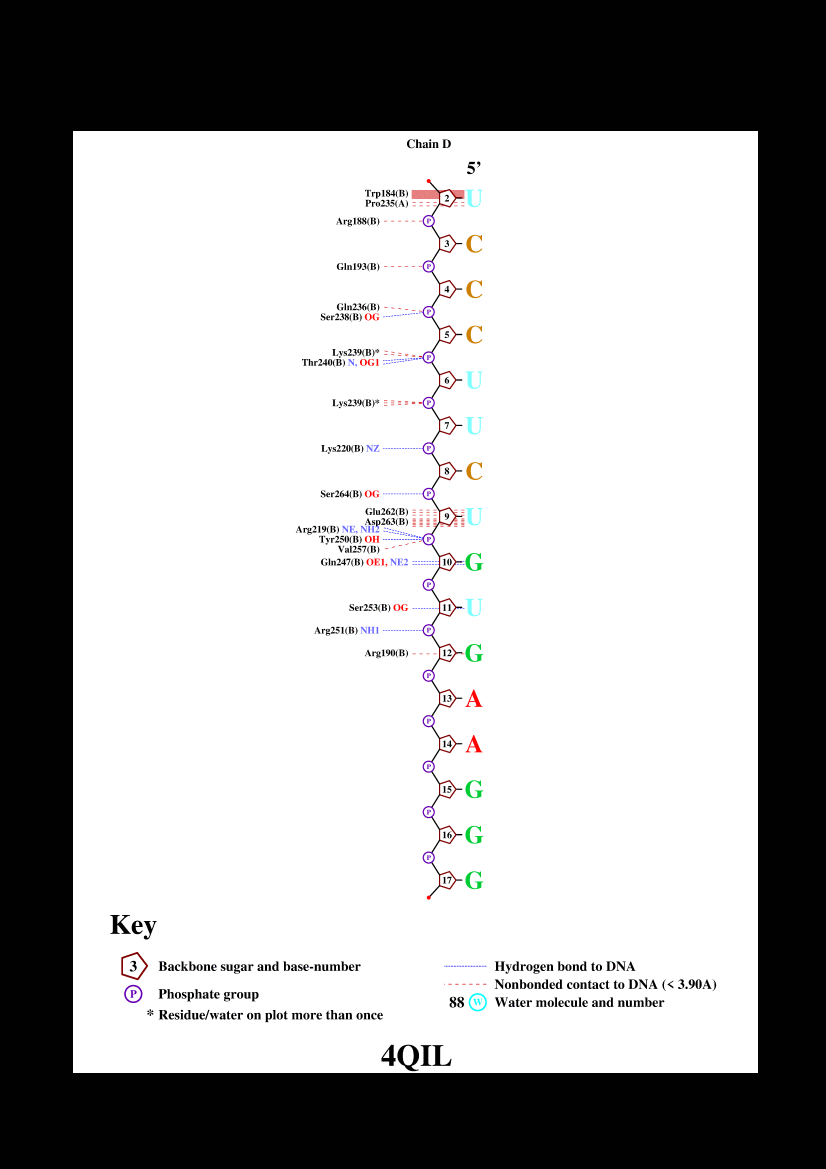 Chain D
5’
Trp184(B)
2 U
Pro235(A)
Arg188(B) P
3 C
Gln193(B) P
4 C
Gln236(B)
P
Ser238(B) OG
5 C
Lys239(B)*
P
Thr240(B) N, OG1
6 U
Lys239(B)* P
7 U
Lys220(B) NZ P
8 C
Ser264(B) OG P
Glu262(B)
9 U
Asp263(B)
Arg219(B) NE, NH2
Tyr250(B) OH P
Val257(B)
Gln247(B) OE1, NE2 10 G
P
Ser253(B) OG 11 U
Arg251(B) NH1 P
Arg190(B) 12 G
P
13 A
P
14 A
P
15 G
P
16 G
P
17 G
Key
3 Backbone sugar and base-number
P Phosphate group
* Residue/water on plot more than once
Hydrogen bond to DNA
Nonbonded contact to DNA (< 3.90A)
88 W Water molecule and number
4QIL